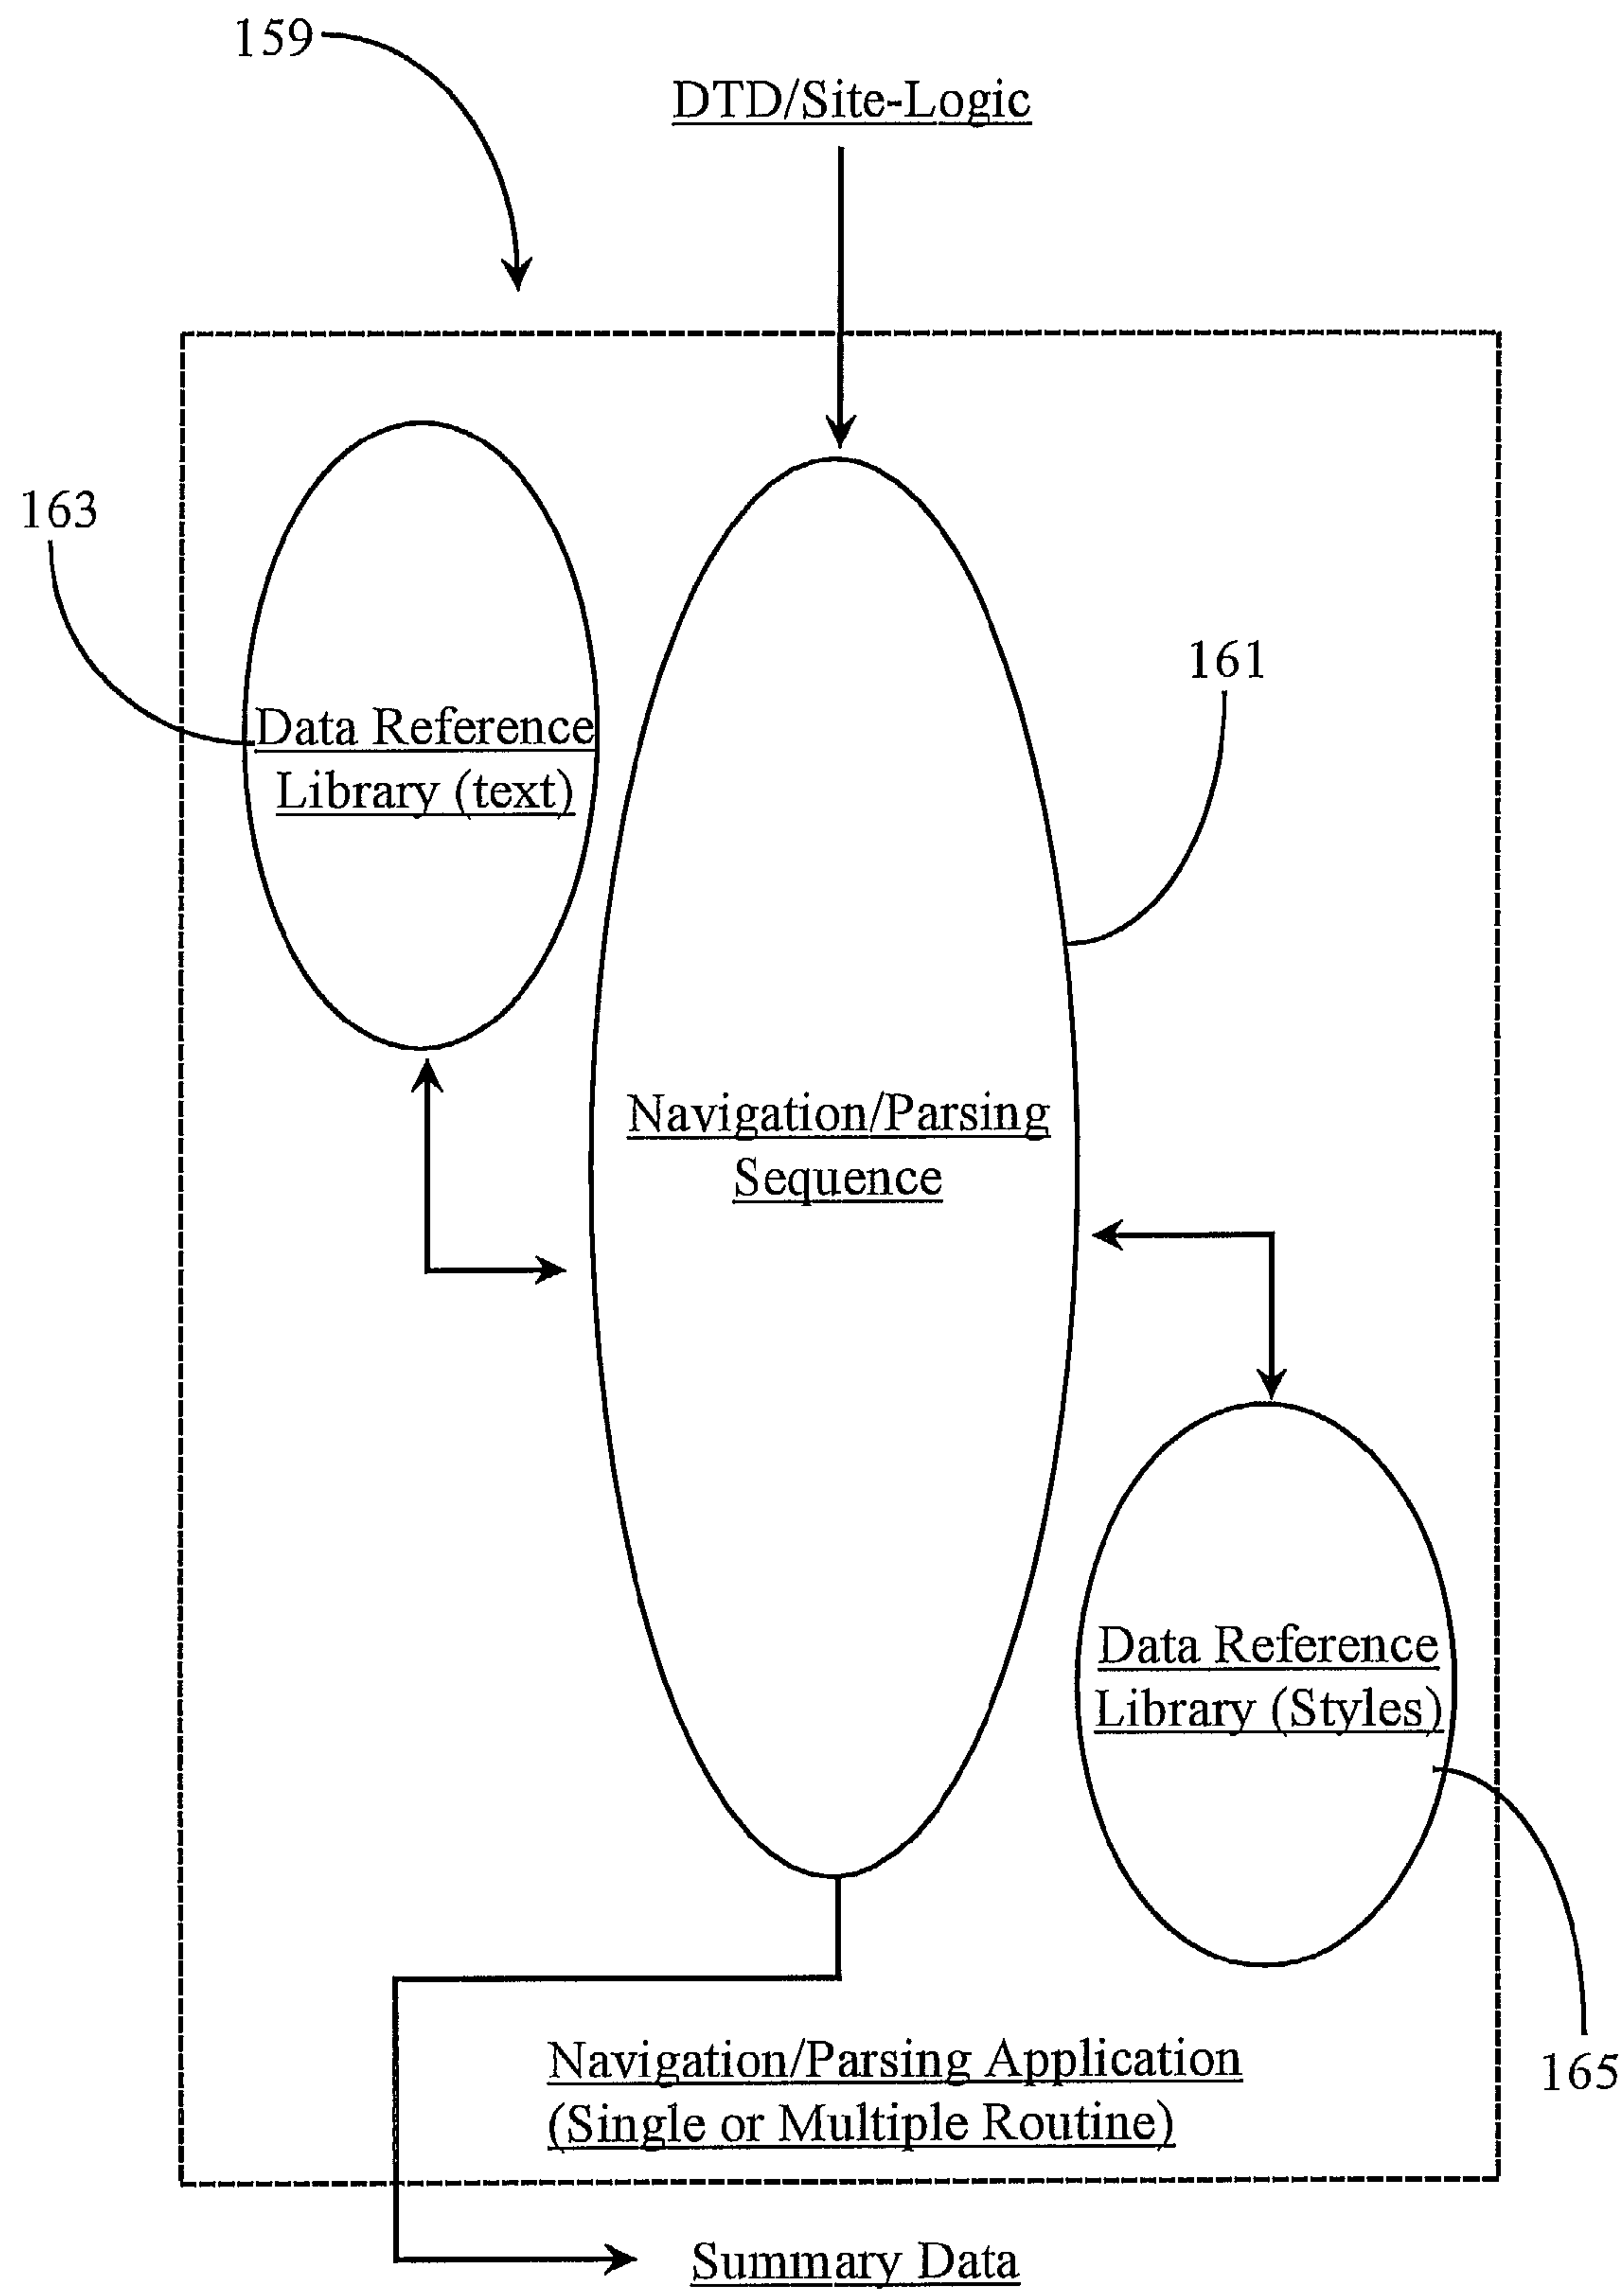 159
DTD/Site-Logic
163
Data Reference
Library (text)
161
Navigation/Parsing
Sequence
Data Reference
Library (Styles)
165
Navigation/Parsing Application
(Single or Multiple Routine)
Summary Data